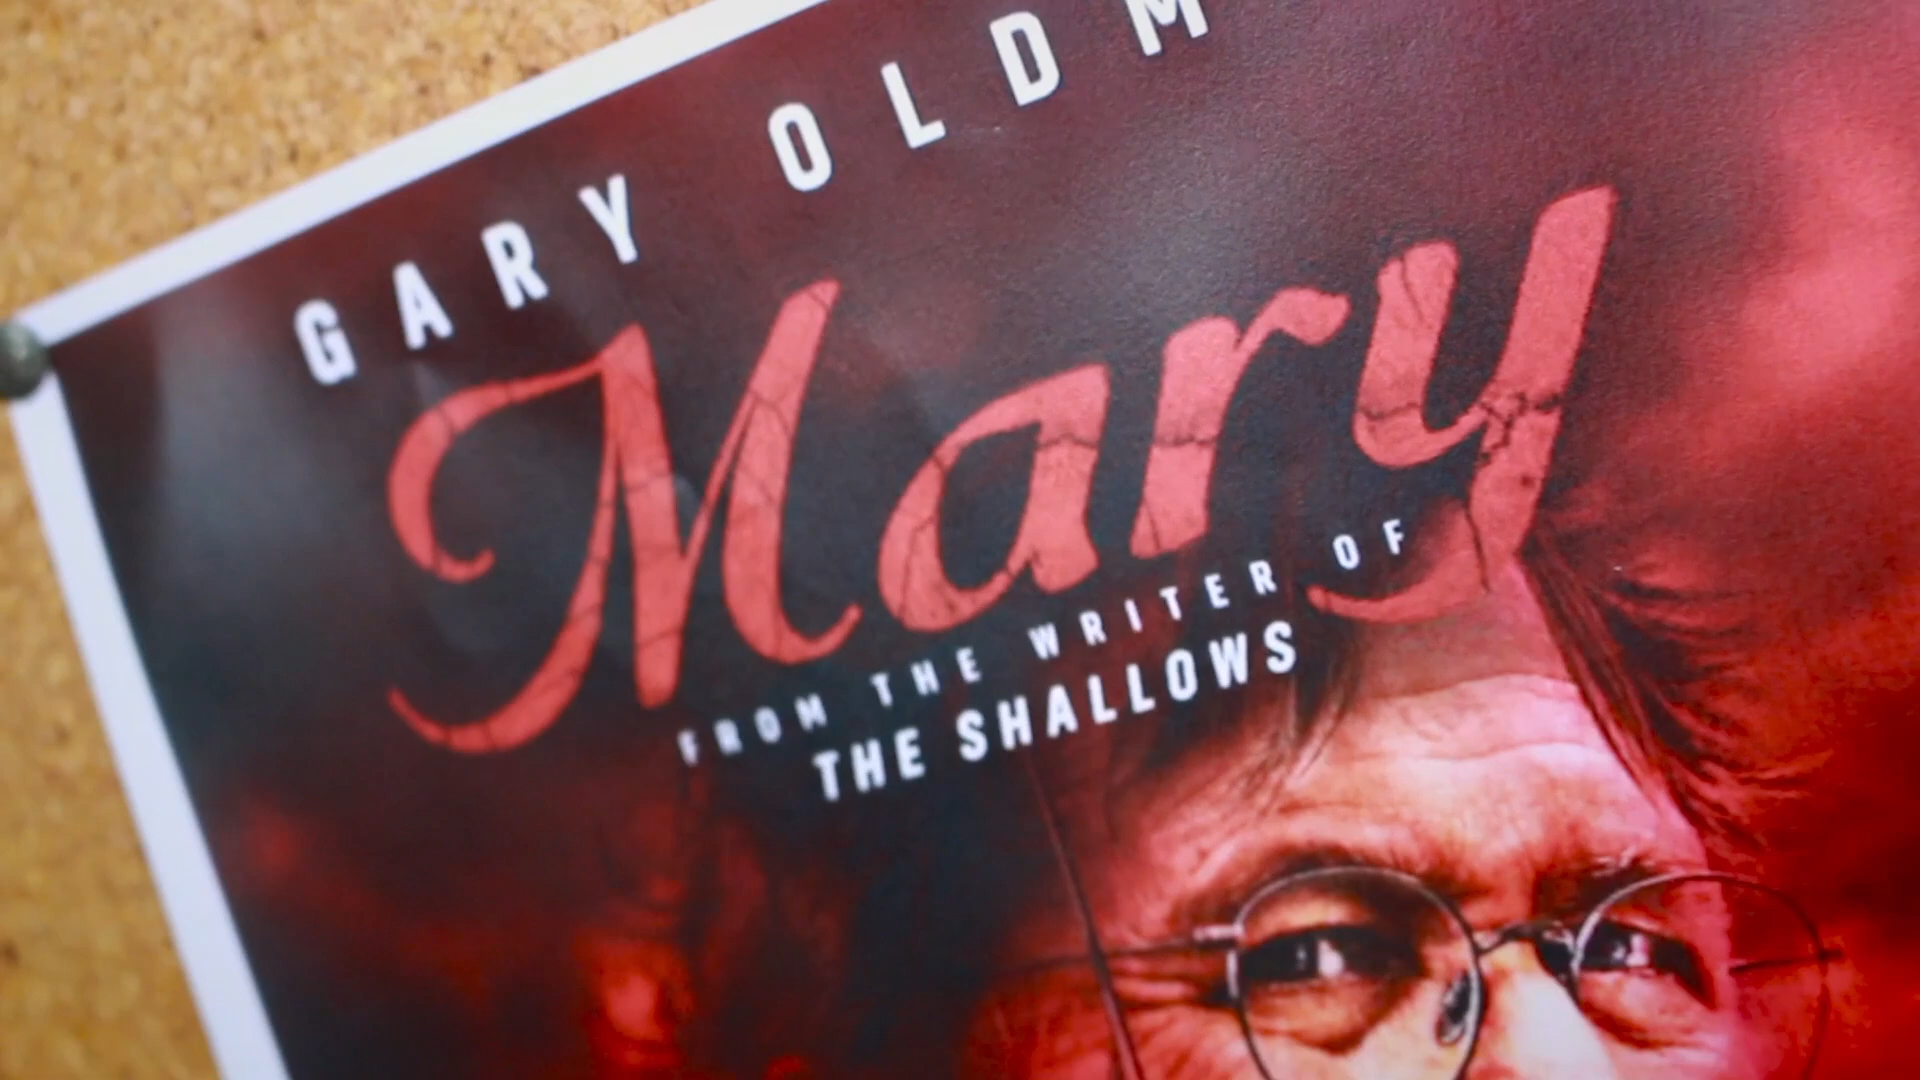 GARY OLDM
Mary
FROM THE WRITER OF
THE SHALLOWS